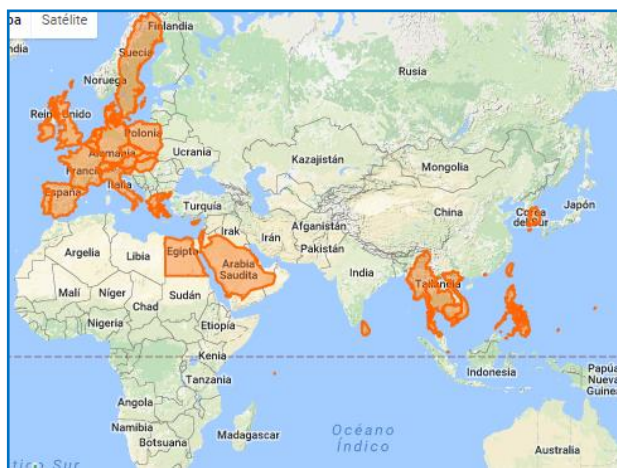 pa Satélite
Finlandia
Suecia
Noruega
Rusia
Reino Unido
Polonia
Alemania
Ucrania
Kazajistán
Francia
Mongolia
Italia
España
Turquía
Japón
Corea
del Sur
China
Irak
Irán
Afganistán
Pakistán
Argelia
Libia
Egipto
Arabia
Saudita
India
Tailandia
Malí
Níger
Sudán
Chad
Nigeria
Etiopía
Kenia
Indonesia
Papúa
Nueva
Guinea
Tanzania
Angola
Namibia
Botsuana
Madagascar
Océano
Índico
Australia
tico Sur